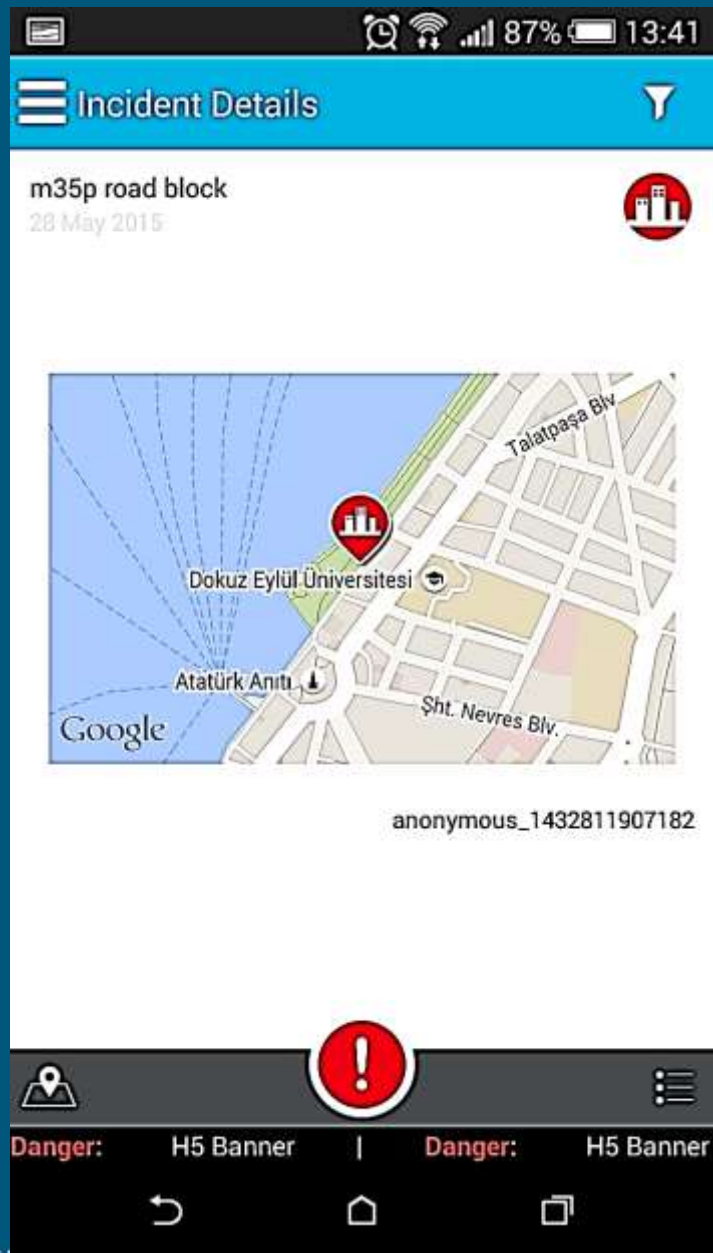 87% 13:41
Incident Details
m35p road block
28 May 2015
Talatpaşa Blv
Dokuz Eylül Üniversitesi
Atatürk Anıtı
Şht. Nevres Blv.
Google
anonymous_1432811907182
Danger: H5 Banner | Danger: H5 Banner